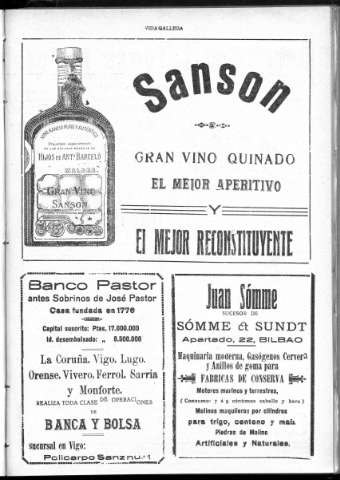 VIDA GALLEGA
Sanson
GRAN VINO QUINADO
EL MEJOR APERITIVO
Y
El MEJOR RECONSTITUYENTE
HIJOS DE ANTº BARCELO
MALAGA
GRAN VINO
SANSON
Banco Pastor
antes Sobrinos de José Pastor
Casa fundada en 1776
Capital suscrito: Ptas. 17.000.000
Id. desembolsado: „ 8.500.000
La Coruña, Vigo, Lugo,
Orense, Vivero, Ferrol, Sarria
y Monforte.
REALIZA TODA CLASE DE OPERACIONES
DE
BANCA Y BOLSA
sucursal en Vigo:
Policarpo Sanz nu-1
Juan Sömme
SUCESOR DE
SÖMME & SUNDT
Apartado, 22, BILBAO
Maquinaria moderna, Gasógenos Cervera
y Anillos de goma para
FABRICAS DE CONSERVA
Motores marinos y terrestres,
Molinos maquileros por cilindros
para trigo, centeno y maiz
Piedras de Molino
Artificiales y Naturales.